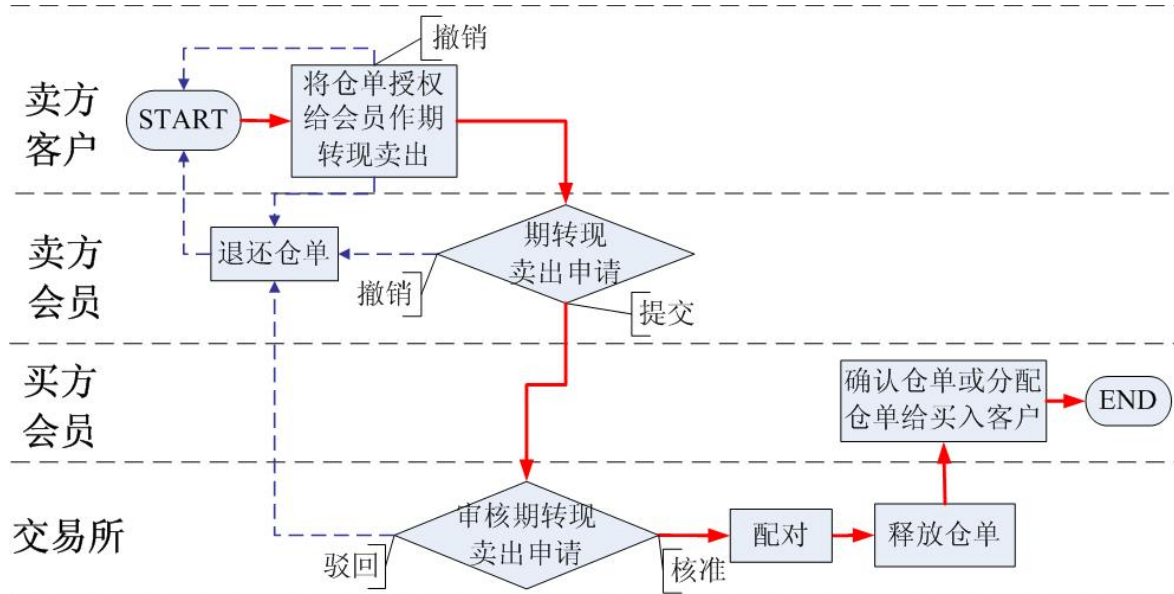 撤销
卖方
客户
START
将仓单授权
给会员作期
转现卖出
卖方
会员
退还仓单
期转现
卖出申请
撤销
提交
买方
会员
确认仓单或分配
仓单给买入客户
END
交易所
审核期转现
卖出申请
配对
释放仓单
驳回
核准